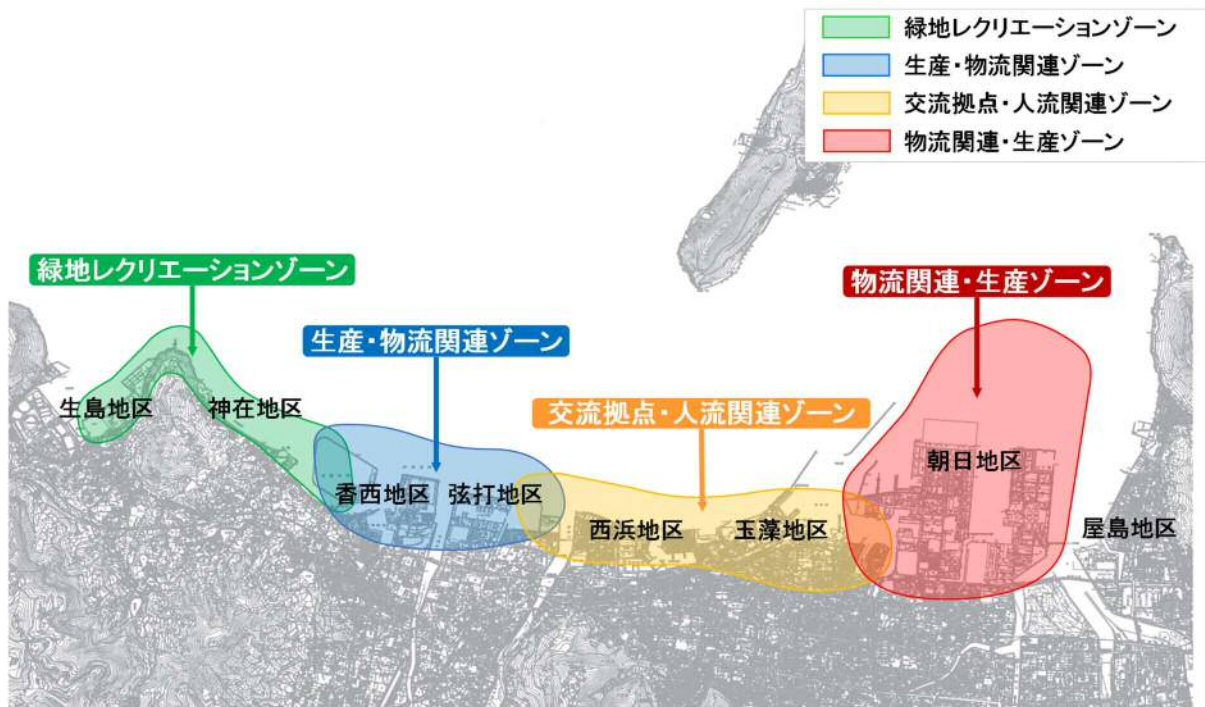 緑地レクリエーションゾーン
生産・物流関連ゾーン
交流拠点・人流関連ゾーン
物流関連・生産ゾーン
緑地レクリエーションゾーン
物流関連・生産ゾーン
生産・物流関連ゾーン
生島地区
神在地区
交流拠点・人流関連ゾーン
朝日地区
香西地区
弦打地区
西浜地区
玉藻地区
屋島地区